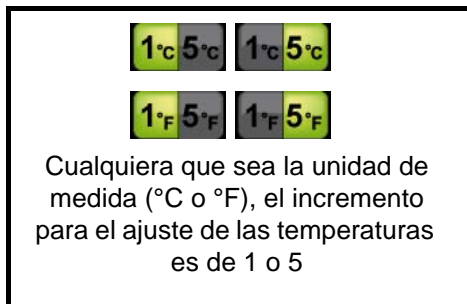 1°C 5°C 1°C 5°C
1°F 5°F 1°F 5°F
Cualquiera que sea la unidad de
medida (°C o °F), el incremento
para el ajuste de las temperaturas
es de 1 o 5